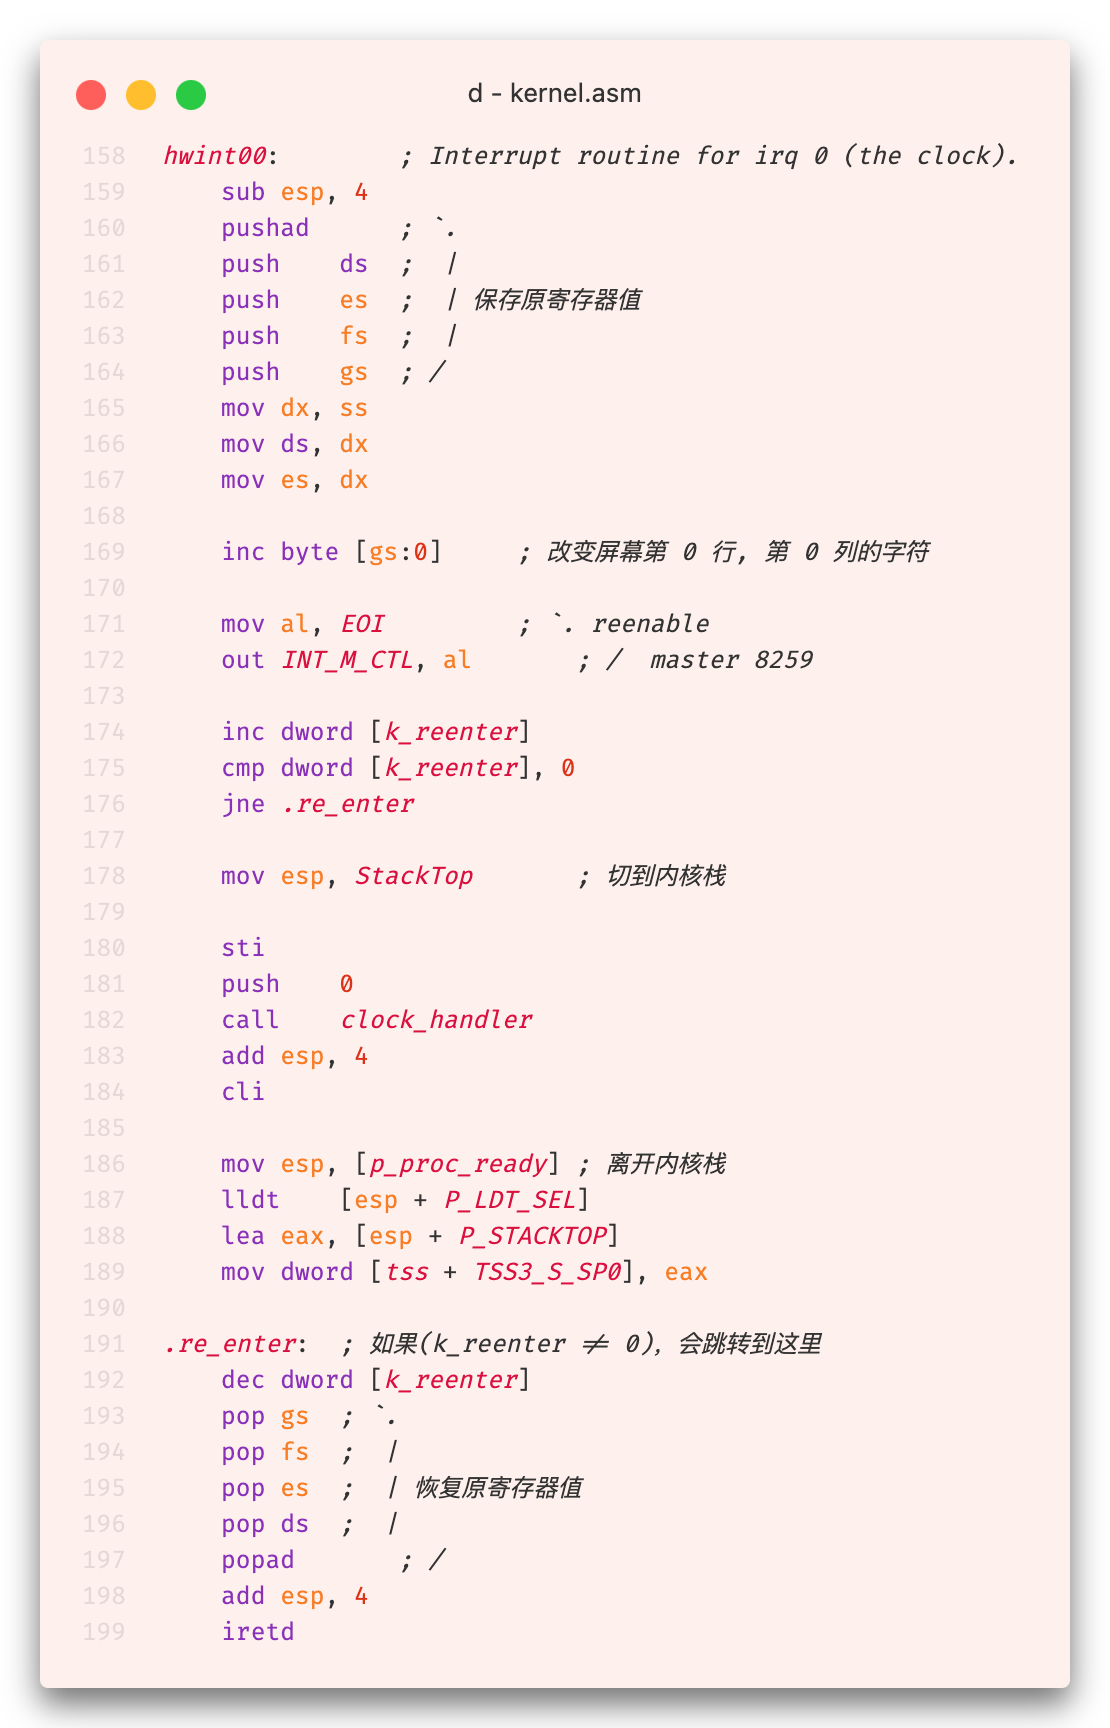 d - kernel.asm
158 hwint00:        ; Interrupt routine for irq 0 (the clock).
159     sub esp, 4
160     pushad      ; `.
161     push    ds  ;  |
162     push    es  ;  | 保存原寄存器值
163     push    fs  ;  |
164     push    gs  ; /
165     mov dx, ss
166     mov ds, dx
167     mov es, dx
168
169     inc byte [gs:0]     ; 改变屏幕第 0 行, 第 0 列的字符
170
171     mov al, EOI         ; `. reenable
172     out INT_M_CTL, al       ; /  master 8259
173
174     inc dword [k_reenter]
175     cmp dword [k_reenter], 0
176     jne .re_enter
177
178     mov esp, StackTop       ; 切到内核栈
179
180     sti
181     push    0
182     call    clock_handler
183     add esp, 4
184     cli
185
186     mov esp, [p_proc_ready] ; 离开内核栈
187     lldt    [esp + P_LDT_SEL]
188     lea eax, [esp + P_STACKTOP]
189     mov dword [tss + TSS3_S_SP0], eax
190
191 .re_enter:  ; 如果(k_reenter ≠ 0)，会跳转到这里
192     dec dword [k_reenter]
193     pop gs  ; `.
194     pop fs  ;  |
195     pop es  ;  | 恢复原寄存器值
196     pop ds  ;  |
197     popad       ; /
198     add esp, 4
199     iretd